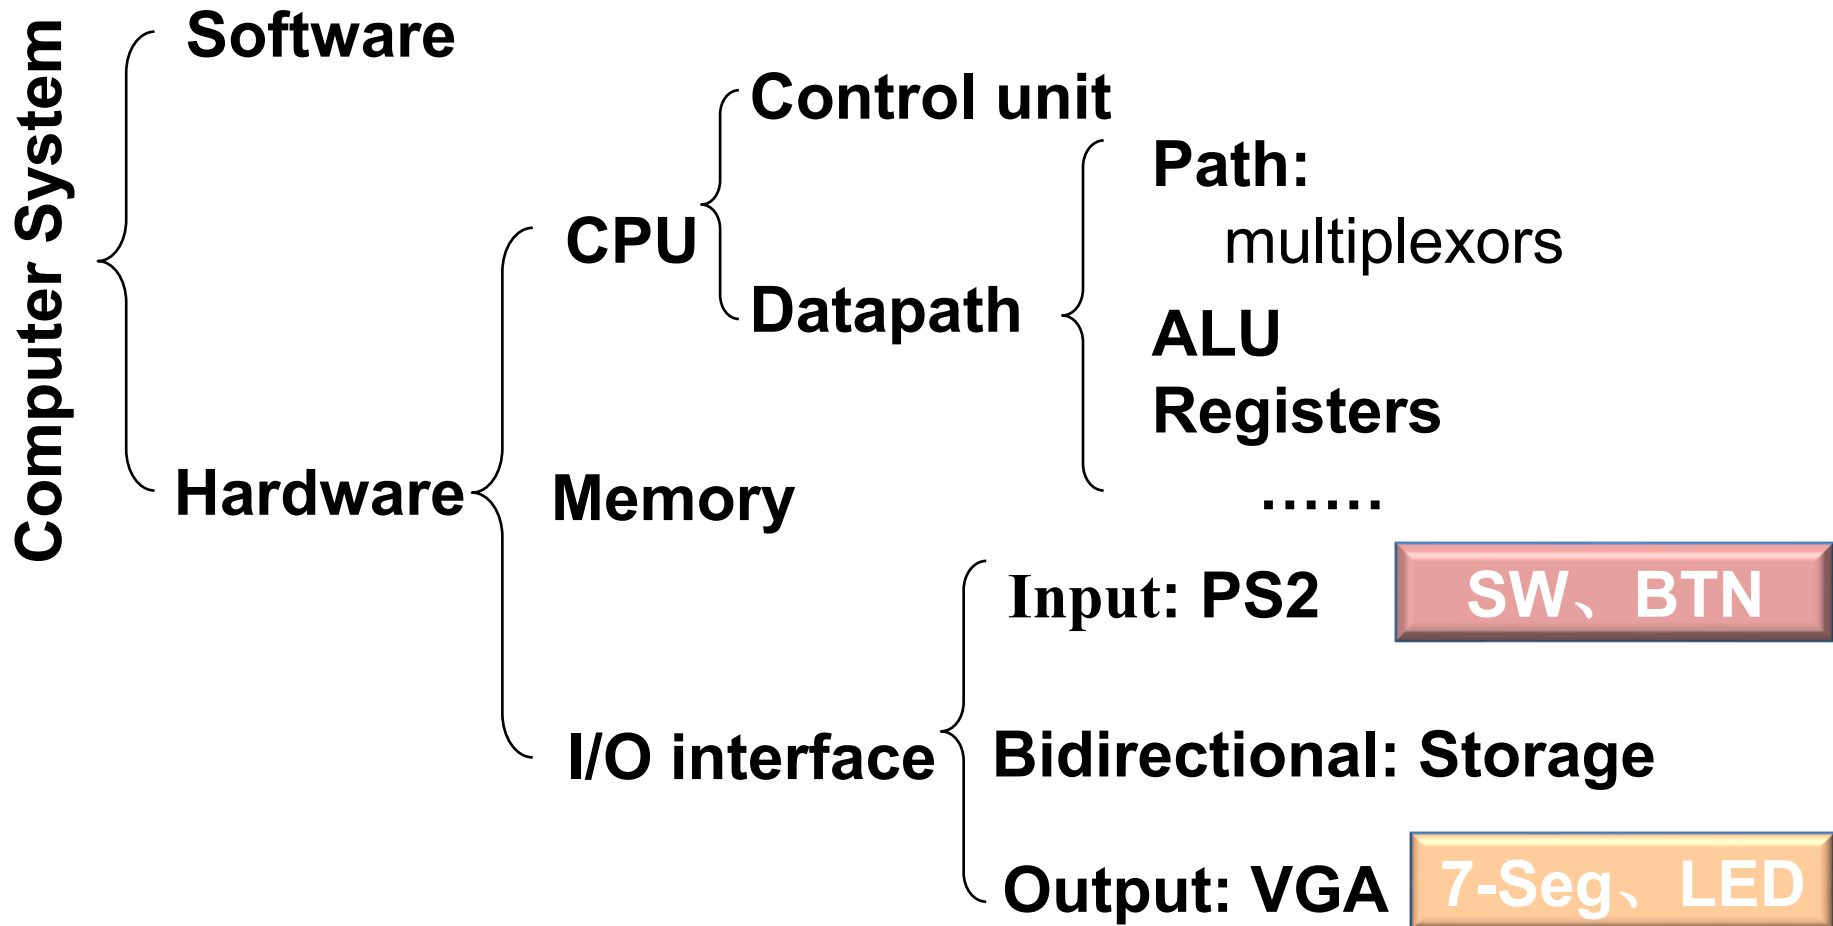 Computer System
Software
Hardware
CPU
Control unit
Datapath
Path:
multiplexors
ALU
Registers
……
Memory
I/O interface
Input: PS2
SW、BTN
Bidirectional: Storage
Output: VGA
7-Seg、LED